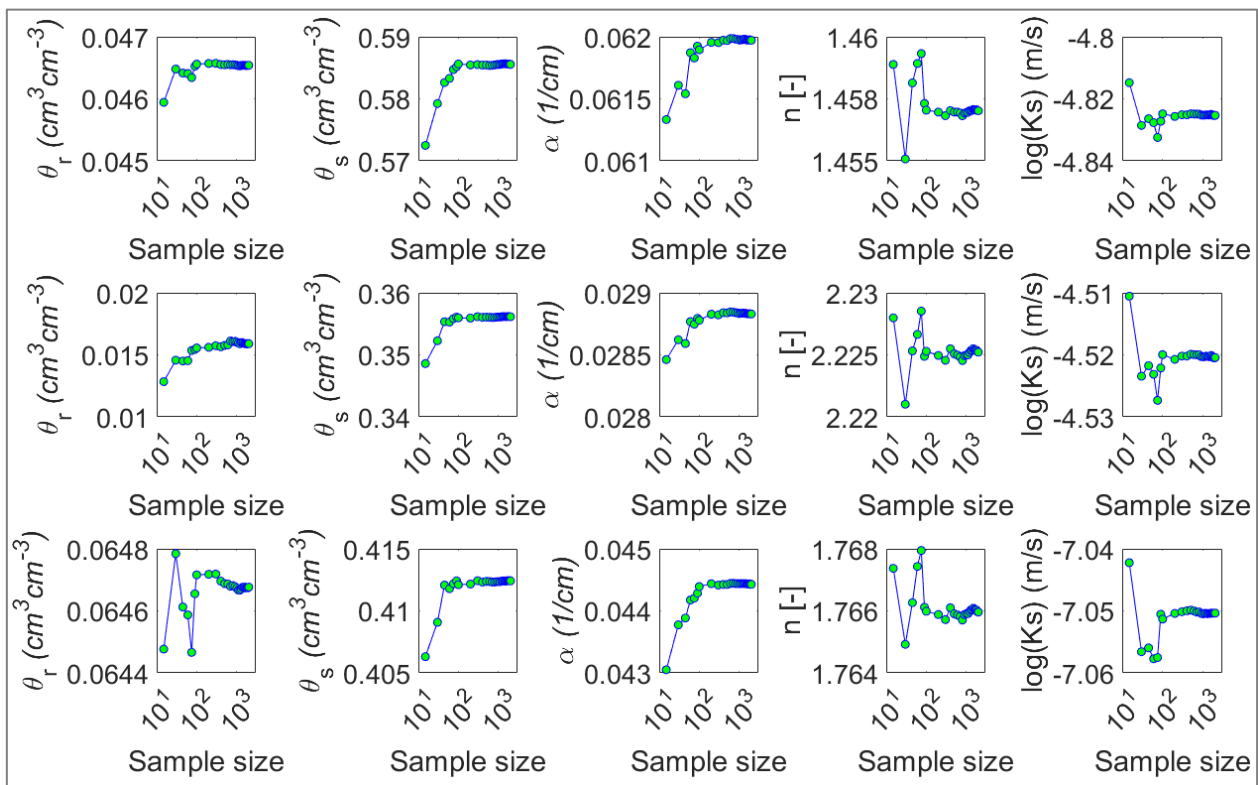 θr (cm³cm⁻³)
0.047
0.046
0.045
10¹ 10² 10³
Sample size
θs (cm³cm⁻³)
0.59
0.58
0.57
10¹ 10² 10³
Sample size
α (1/cm)
0.062
0.0615
0.061
10¹ 10² 10³
Sample size
n [-]
1.46
1.458
1.455
10¹ 10² 10³
Sample size
log(Ks) (m/s)
-4.8
-4.82
-4.84
10¹ 10² 10³
Sample size
θr (cm³cm⁻³)
0.02
0.015
0.01
10¹ 10² 10³
Sample size
θs (cm³cm⁻³)
0.36
0.35
0.34
10¹ 10² 10³
Sample size
α (1/cm)
0.029
0.0285
0.028
10¹ 10² 10³
Sample size
n [-]
2.23
2.225
2.22
10¹ 10² 10³
Sample size
log(Ks) (m/s)
-4.51
-4.520
-4.53
10¹ 10² 10³
Sample size
θr (cm³cm⁻³)
0.0648
0.0646
0.0644
10¹ 10² 10³
Sample size
θs (cm³cm⁻³)
0.415
0.41
0.405
10¹ 10² 10³
Sample size
α (1/cm)
0.045
0.044
0.043
10¹ 10² 10³
Sample size
n [-]
1.768
1.766
1.764
10¹ 10² 10³
Sample size
log(Ks) (m/s)
-7.04
-7.050
-7.06
10¹ 10² 10³
Sample size